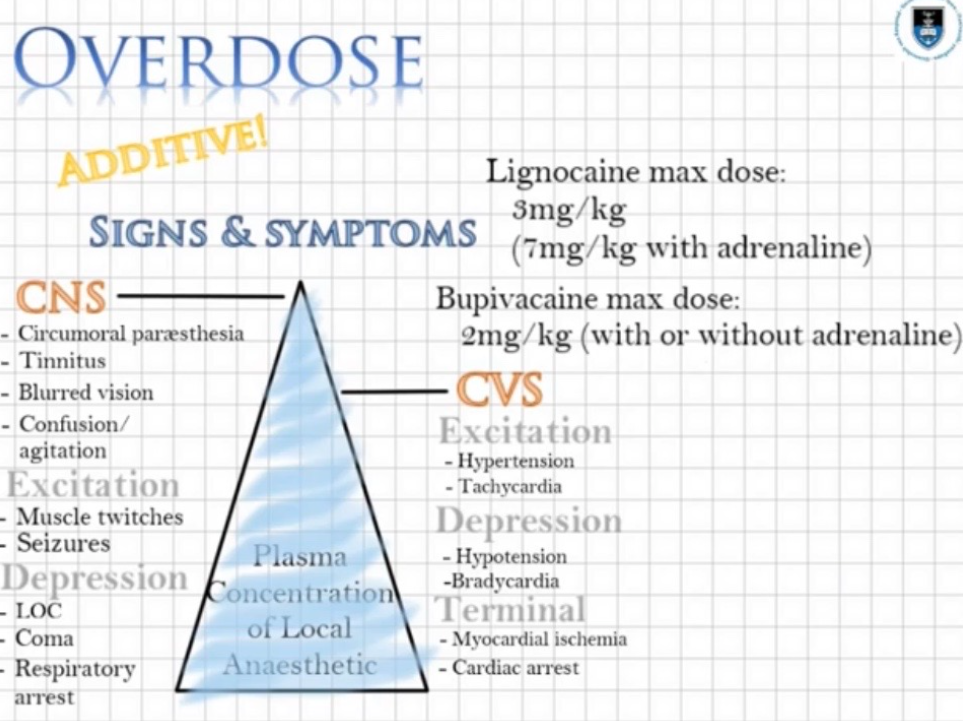 OVERDOSE
ADDITIVE!
SIGNS & SYMPTOMS
Lignocaine max dose:
3mg/kg
(7mg/kg with adrenaline)
Bupivacaine max dose:
2mg/kg (with or without adrenaline)
CNS
- Circumoral paræsthesia
- Tinnitus
- Blurred vision
- Confusion/
agitation
Excitation
- Muscle twitches
- Seizures
Depression
- LOC
- Coma
- Respiratory
arrest
Plasma
Concentration
of Local
Anaesthetic
CVS
Excitation
- Hypertension
- Tachycardia
Depression
- Hypotension
-Bradycardia
Terminal
- Myocardial ischemia
- Cardiac arrest